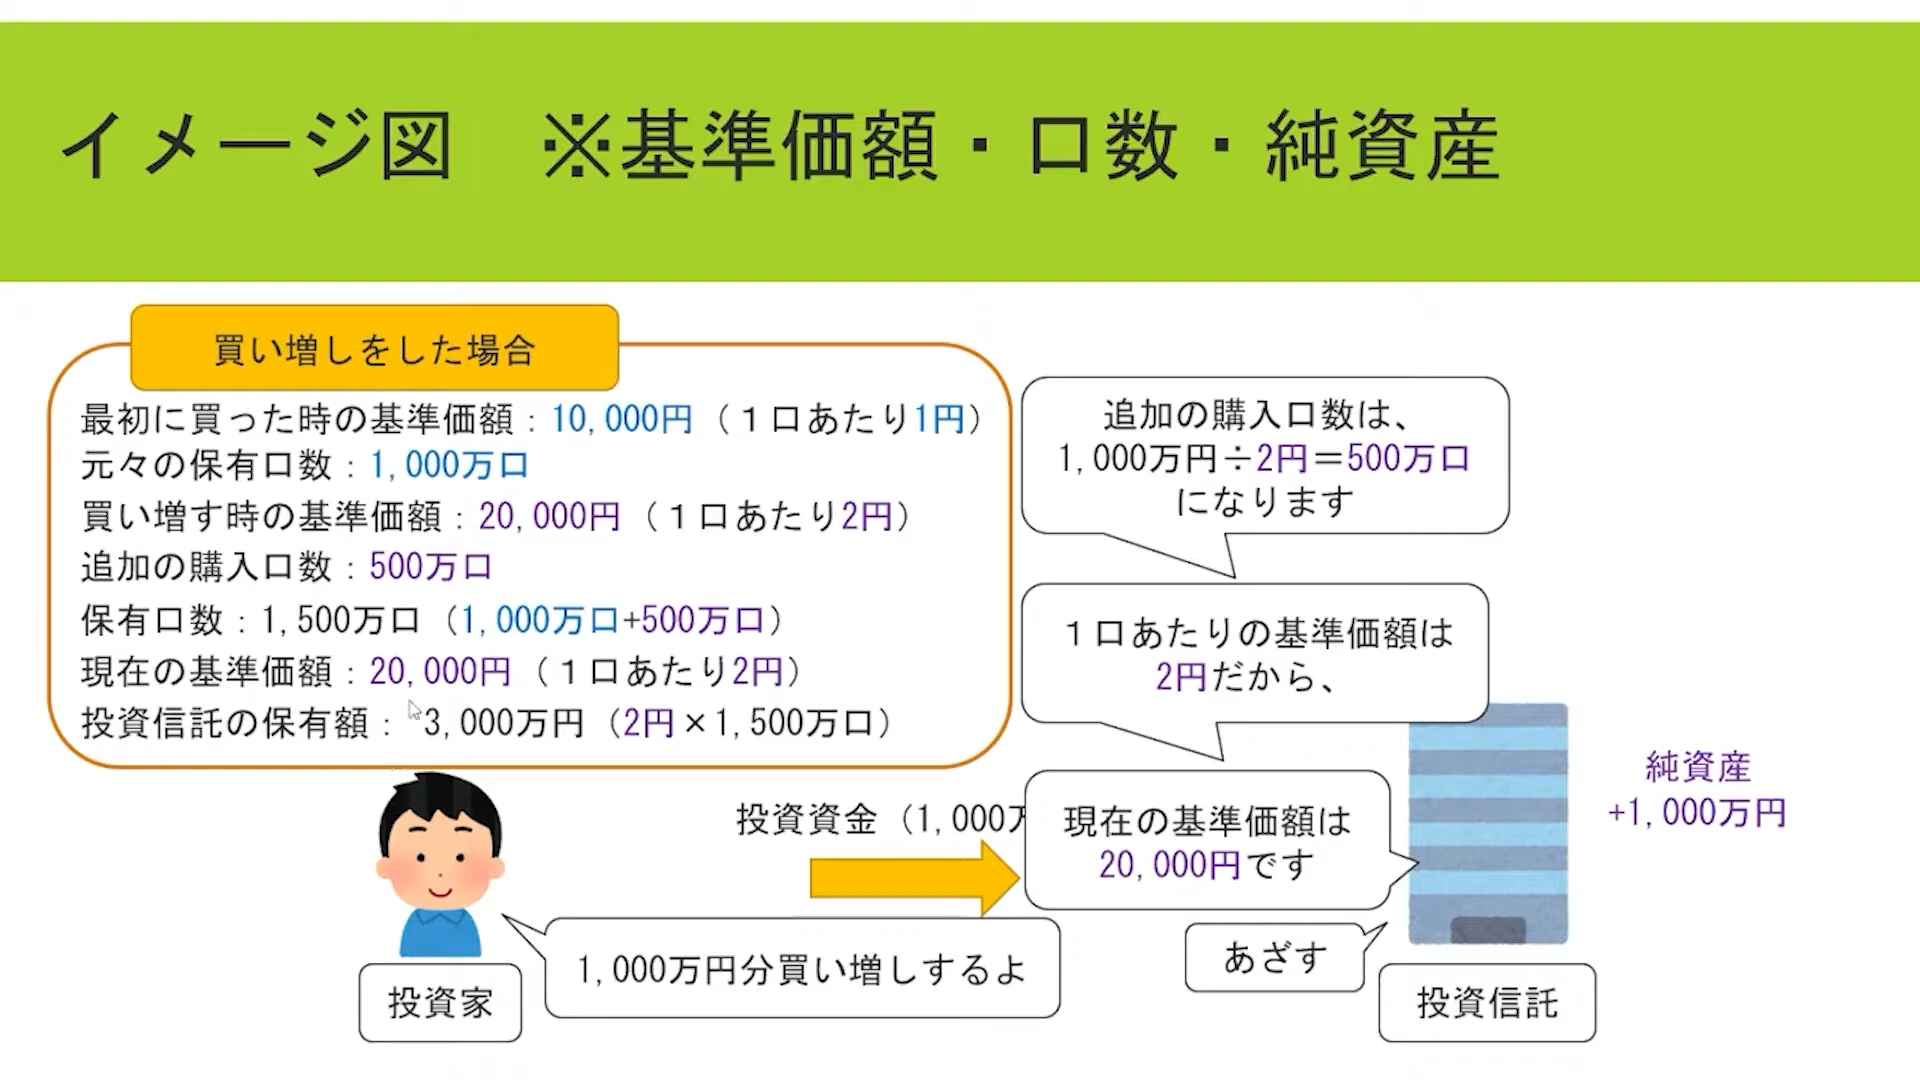 イメージ図　※基準価額・口数・純資産
買い増しをした場合
最初に買った時の基準価額：10,000円（１口あたり1円）
元々の保有口数：1,000万口
買い増す時の基準価額：20,000円（１口あたり2円）
追加の購入口数：500万口
保有口数：1,500万口（1,000万口+500万口）
現在の基準価額：20,000円（１口あたり2円）
投資信託の保有額：3,000万円（2円×1,500万口）
追加の購入口数は、
1,000万円÷2円＝500万口
になります
１口あたりの基準価額は
2円だから、
現在の基準価額は
20,000円です
純資産
+1,000万円
投資資金（1,000万
1,000万円分買い増しするよ
あざす
投資家
投資信託